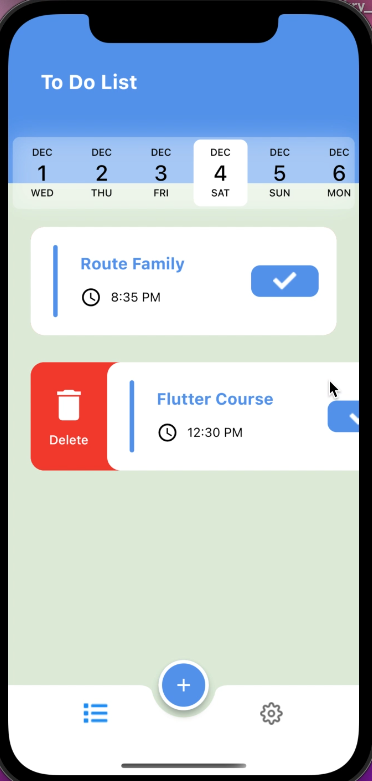 ry_
To Do List
DEC DEC DEC DEC DEC DEC
1 2 3 4 5 6
WED THU FRI SAT SUN MON
Route Family
8:35 PM
Flutter Course
12:30 PM
Delete